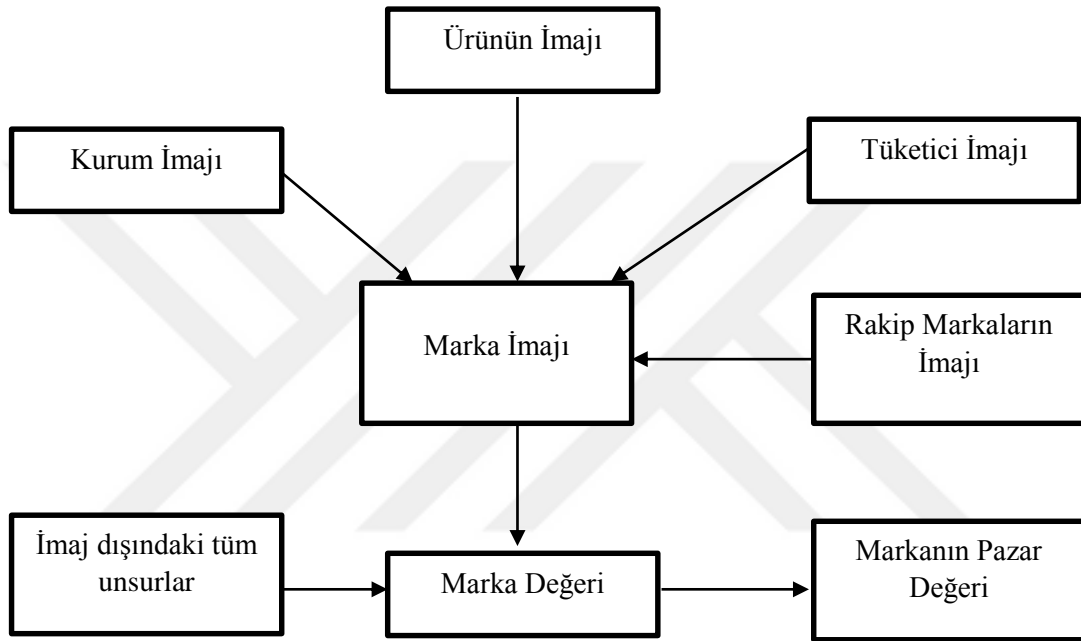 Ürünün İmajı
Kurum İmajı
Tüketici İmajı
Marka İmajı
Rakip Markaların
İmajı
İmaj dışındaki tüm
unsurlar
Marka Değeri
Markanın Pazar
Değeri